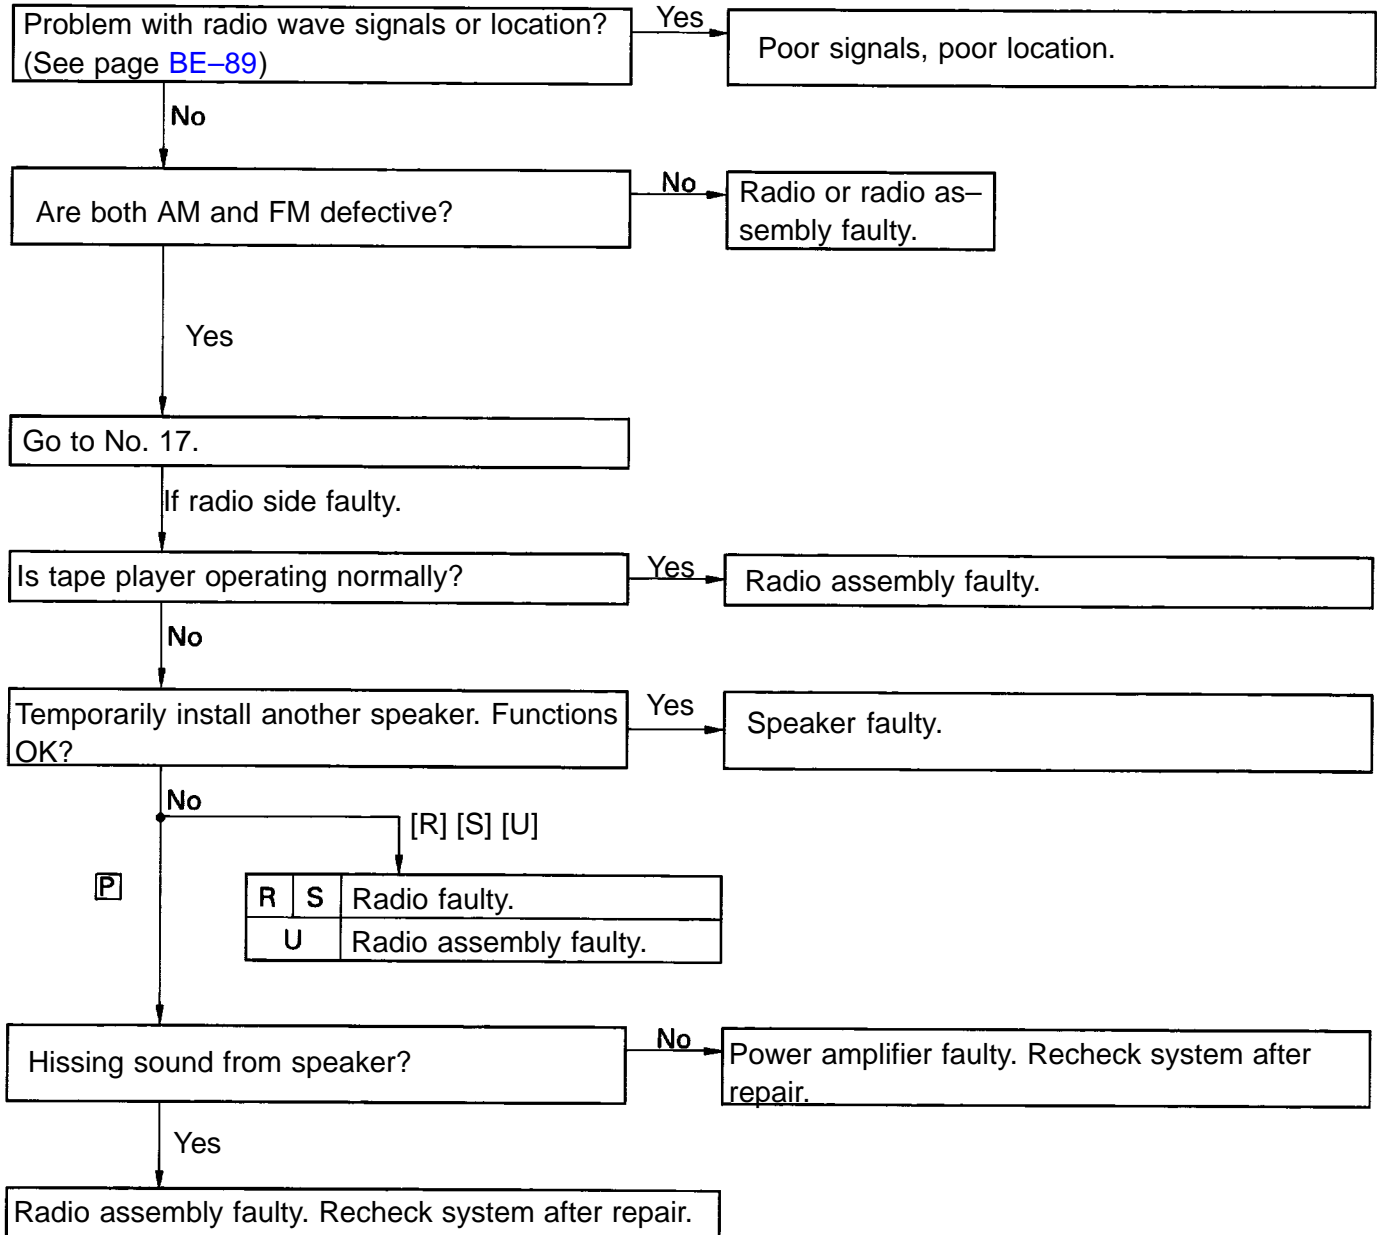 Problem with radio wave signals or location?
(See page BE–89)
Yes
Poor signals, poor location.
No
Are both AM and FM defective?
No
Radio or radio as–
sembly faulty.
Yes
Go to No. 17.
If radio side faulty.
Is tape player operating normally?
Yes
Radio assembly faulty.
No
Temporarily install another speaker. Functions
OK?
Yes
Speaker faulty.
No
[R] [S] [U]
P
R S Radio faulty.
U Radio assembly faulty.
Hissing sound from speaker?
No
Power amplifier faulty. Recheck system after
repair.
Yes
Radio assembly faulty. Recheck system after repair.